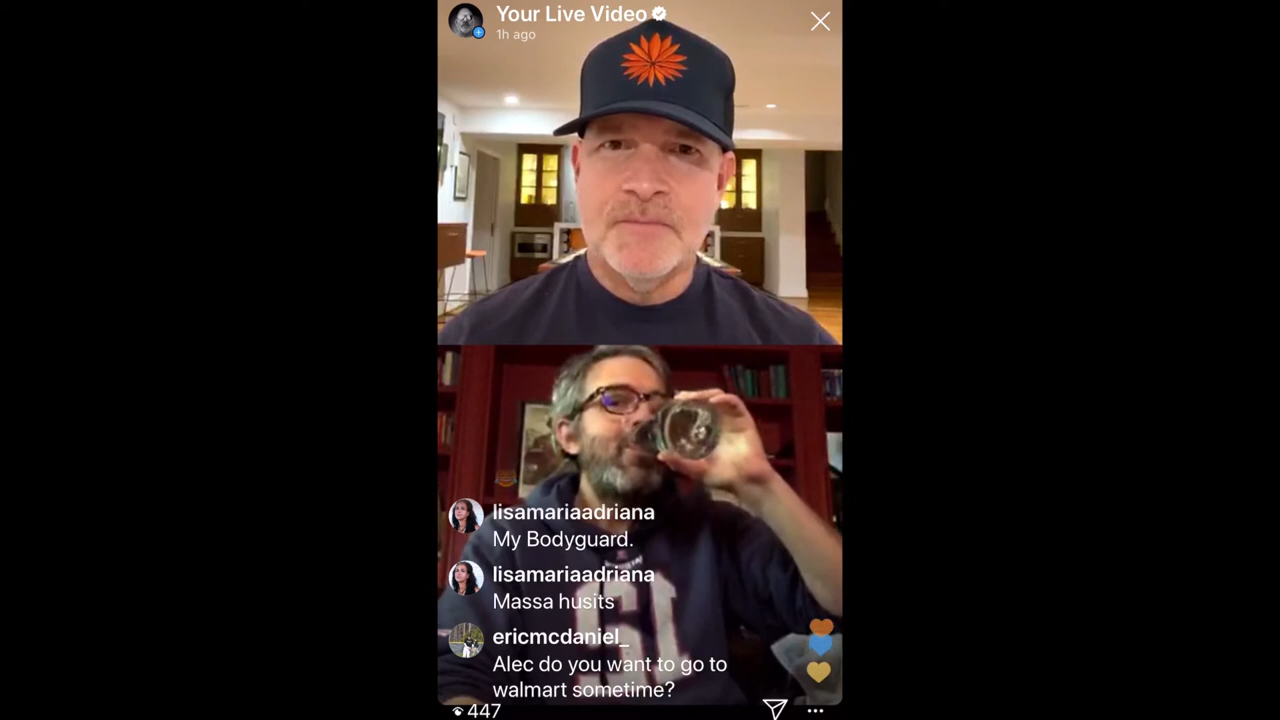 Your Live Video
1h ago
lisamariaadriana
My Bodyguard.
lisamariaadriana
Massa husits
ericmcdaniel_
Alec do you want to go to
walmart sometime?
447